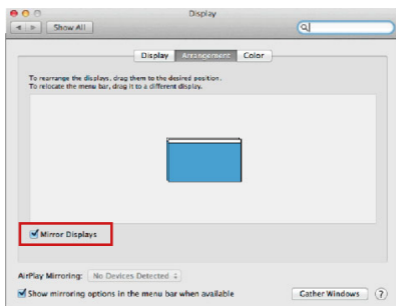 Display
Show All
Display Arrangement Color
To rearrange the displays, drag them to the desired position.
To relocate the menu bar, drag it to a different display.
Mirror Displays
AirPlay Mirroring: No Devices Detected
Show mirroring options in the menu bar when available
Gather Windows ?